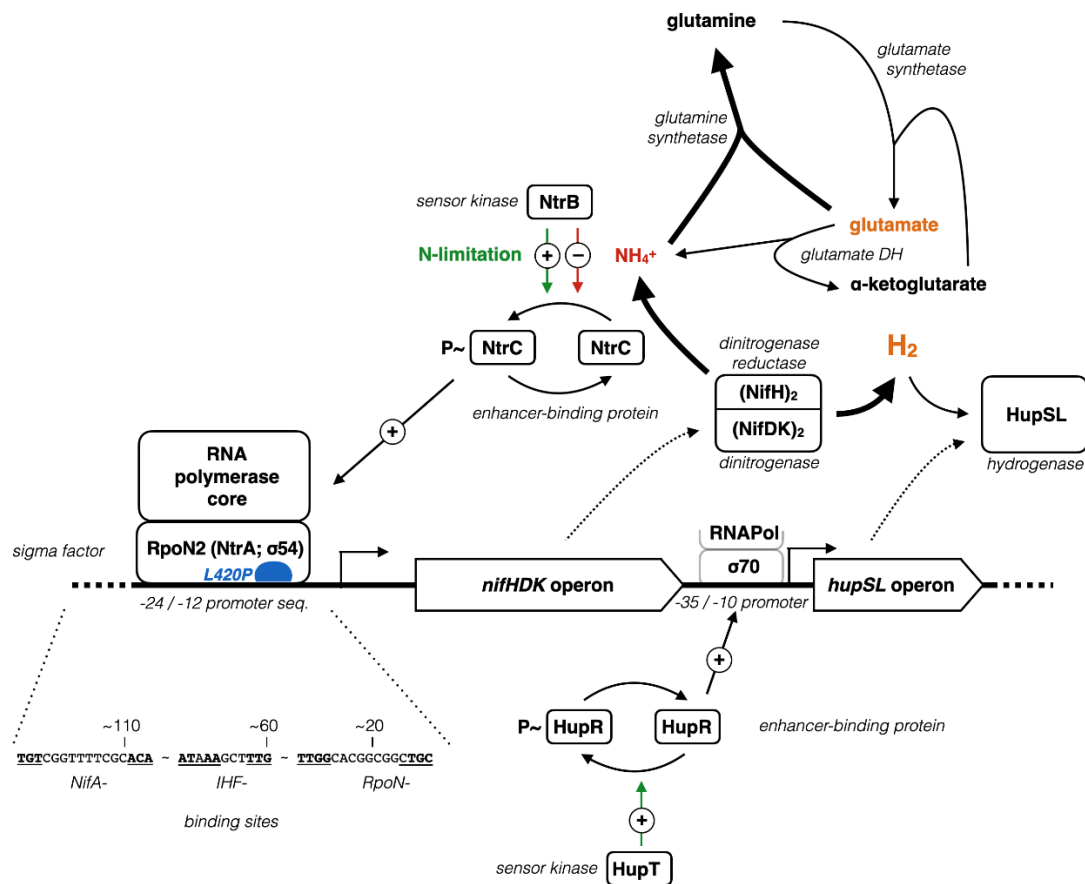 glutamine
glutamate
synthetase
glutamine
synthetase
sensor kinase
NtrB
N-limitation
+
−
NH₄⁺
glutamate
glutamate DH
α-ketoglutarate
P~
NtrC
NtrC
enhancer-binding protein
dinitrogenase
reductase
(NifH)₂
(NifDK)₂
dinitrogenase
H₂
HupSL
hydrogenase
+
RNA
polymerase
core
sigma factor
RpoN2 (NtrA; σ54)
L420P
-24 / -12 promoter seq.
nifHDK operon
RNAPol
σ70
-35 / -10 promoter
hupSL operon
+
P~
HupR
HupR
enhancer-binding protein
+
sensor kinase
HupT
~110
~60
~20
TGTCGGTTTTCGCACA ~ ATAAAGCTTTG ~ TTGGCACGGCGGCTGC
NifA-
IHF-
RpoN-
binding sites